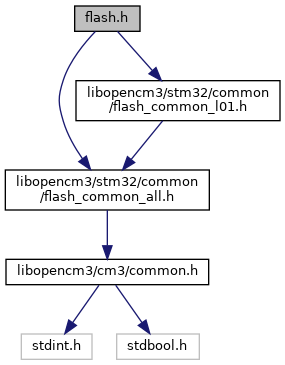 flash.h
libopencm3/stm32/common
/flash_common_l01.h
libopencm3/stm32/common
/flash_common_all.h
libopencm3/cm3/common.h
stdint.h
stdbool.h